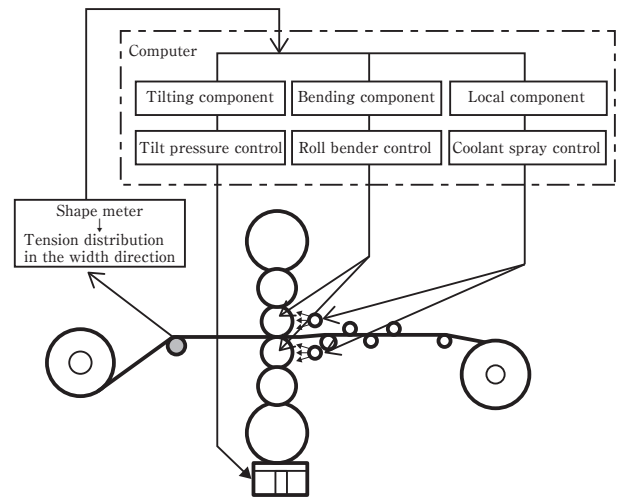 Computer
Tilting component
Bending component
Local component
Tilt pressure control
Roll bender control
Coolant spray control
Shape meter
↓
Tension distribution
in the width direction